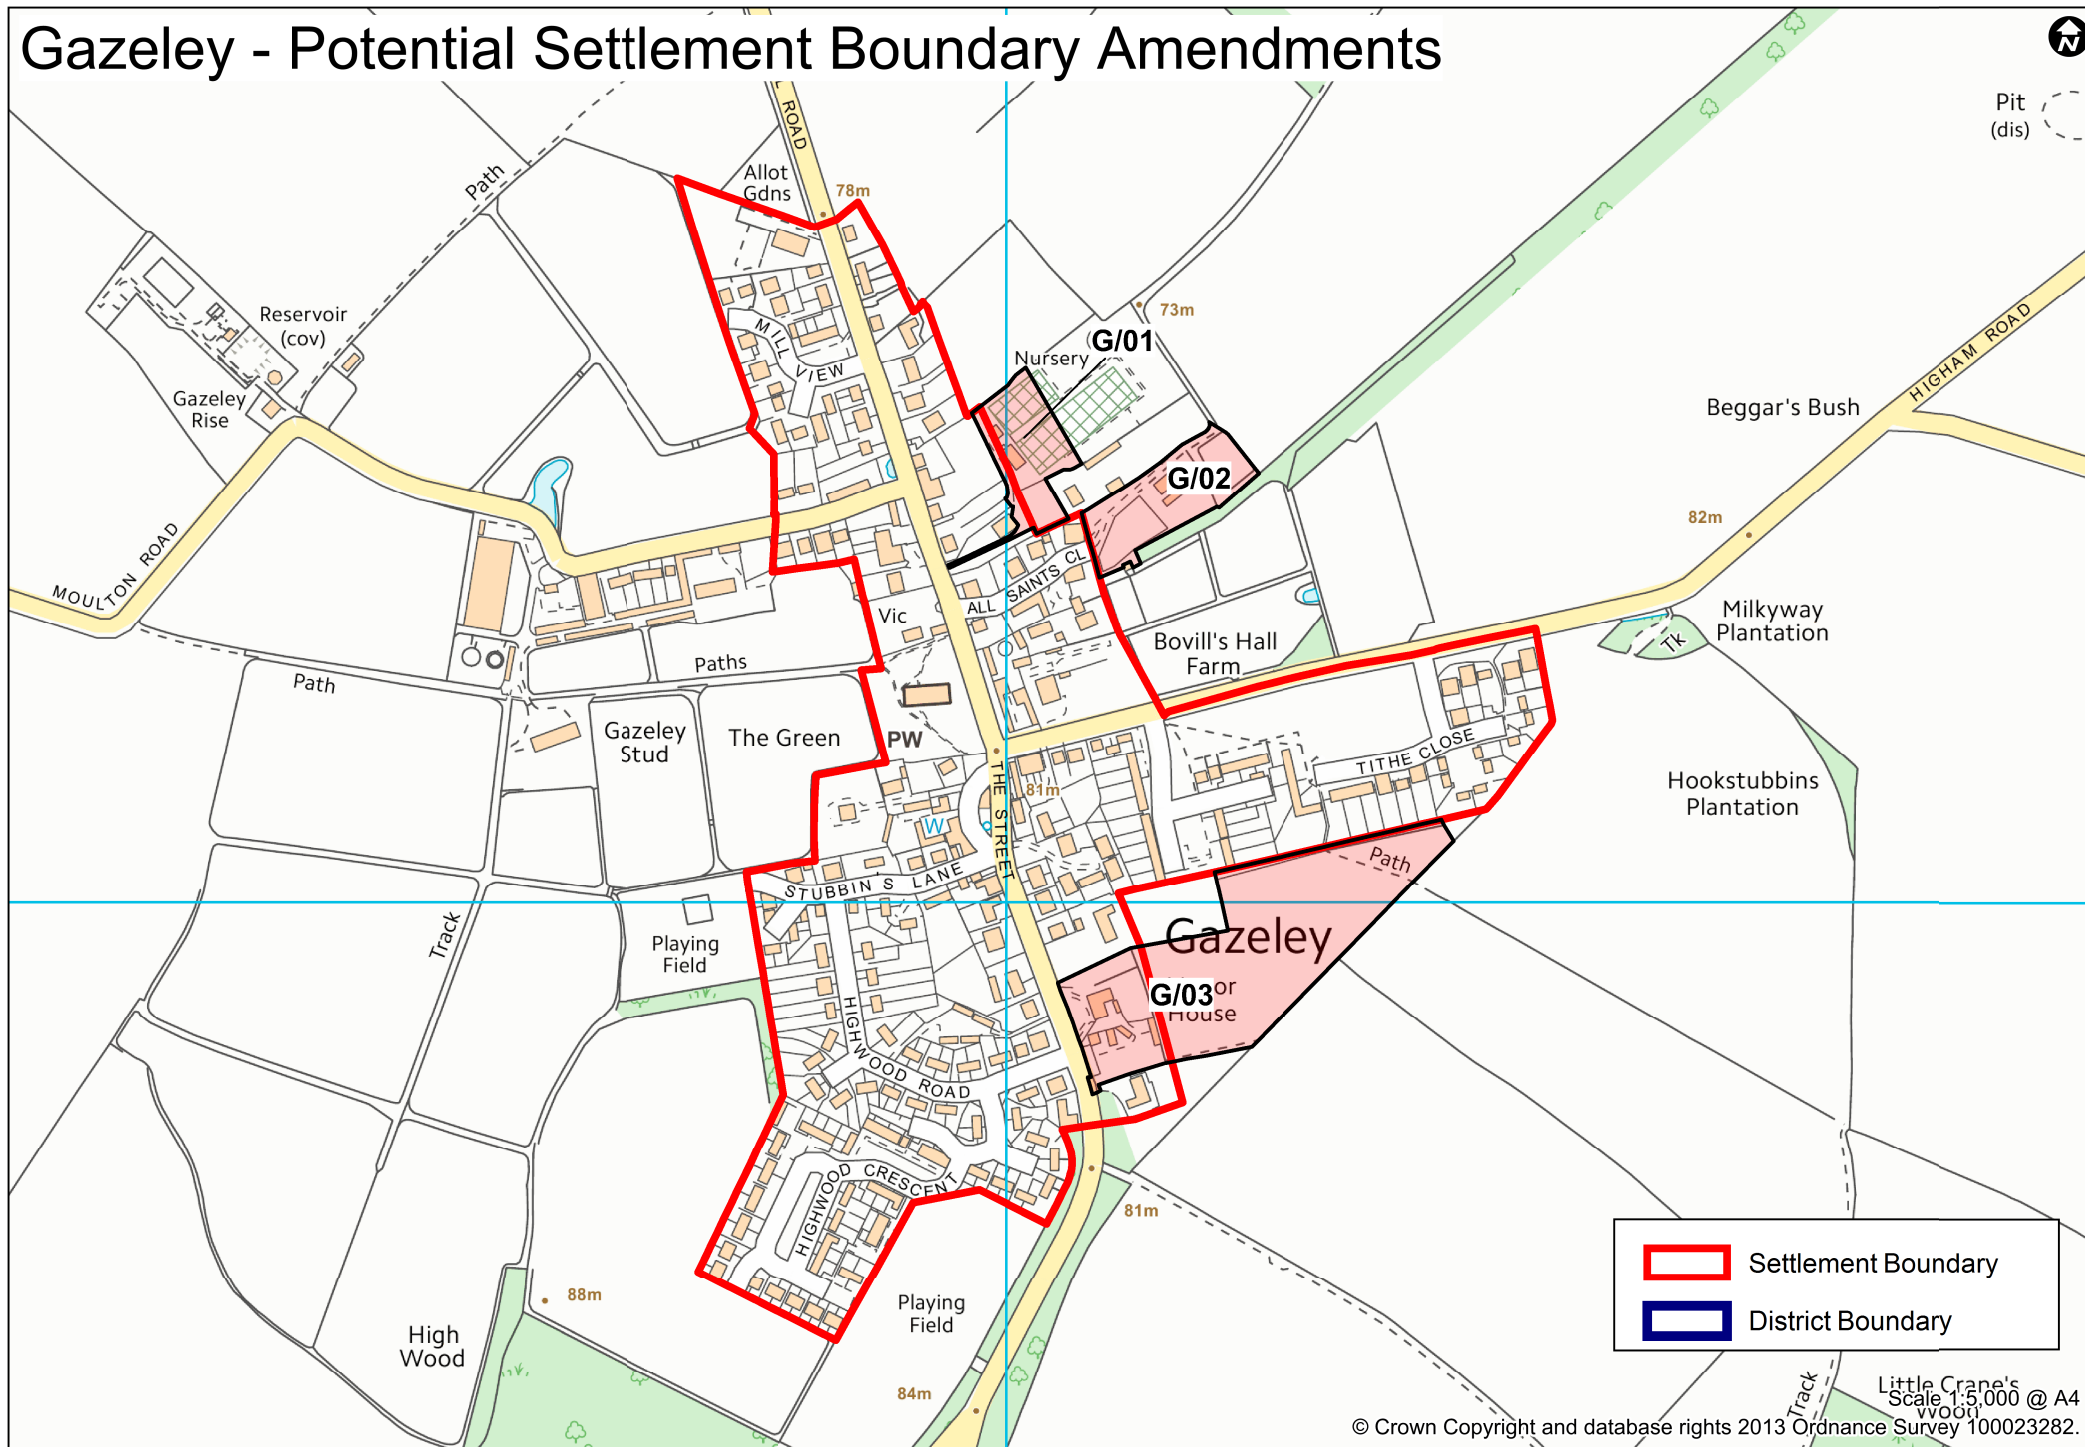 Gazeley - Potential Settlement Boundary Amendments
N
Pit
(dis)
L ROAD
Allot
Gdns
78m
Path
Reservoir
(cov)
73m
G/01
Nursery
MILL VIEW
HIGHAM ROAD
Gazeley
Rise
Beggar's Bush
G/02
82m
MOULTON ROAD
ALL SAINTS CL
Vic
Milkyway
Plantation
Tk
Bovill's Hall
Farm
Paths
Path
Gazeley
Stud
The Green
PW
TITHE CLOSE
THE STREET
81m
Hookstubbins
Plantation
W
Path
STUBBIN'S LANE
Track
Playing
Field
Gazeley
G/03
or
House
HIGHWOOD ROAD
HIGHWOOD CRESCENT
81m
88m
Playing
Field
High
Wood
84m
Settlement Boundary
District Boundary
Track
Little Crane's
Wood
Scale 1:5,000 @ A4
© Crown Copyright and database rights 2013 Ordnance Survey 100023282.